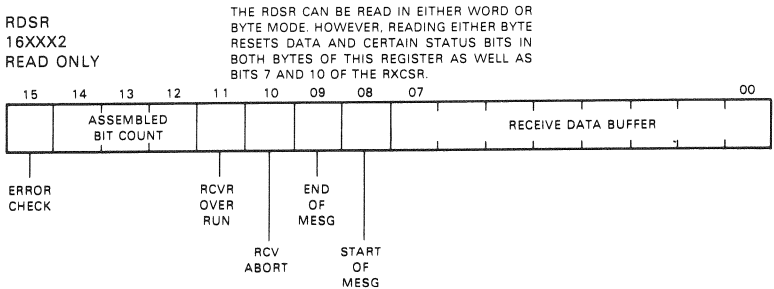 RDSR
16XXX2
READ ONLY
THE RDSR CAN BE READ IN EITHER WORD OR
BYTE MODE. HOWEVER, READING EITHER BYTE
RESETS DATA AND CERTAIN STATUS BITS IN
BOTH BYTES OF THIS REGISTER AS WELL AS
BITS 7 AND 10 OF THE RXCSR.
15 14 13 12 11 10 09 08 07 00
ASSEMBLED
BIT COUNT
RECEIVE DATA BUFFER
ERROR
CHECK
RCVR
OVER
RUN
END
OF
MESG
RCV
ABORT
START
OF
MESG